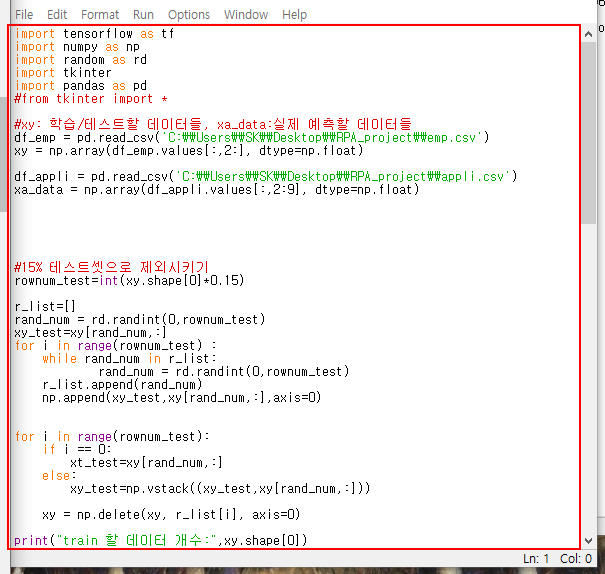 File Edit Format Run Options Window Help
import tensorflow as tf
import numpy as np
import random as rd
import tkinter
import pandas as pd
#from tkinter import *
#xy: 학습/테스트할 데이터들, xa_data:실제 예측할 데이터들
df_emp = pd.read_csv('C:₩₩Users₩₩SK₩₩Desktop₩₩RPA_project₩₩emp.csv')
xy = np.array(df_emp.values[:,2:], dtype=np.float)
df_appli = pd.read_csv('C:₩₩Users₩₩SK₩₩Desktop₩₩RPA_project₩₩appli.csv')
xa_data = np.array(df_appli.values[:,2:9], dtype=np.float)
#15% 테스트셋으로 제외시키기
rownum_test=int(xy.shape[0]*0.15)
r_list=[]
rand_num = rd.randint(0,rownum_test)
xy_test=xy[rand_num,:]
for i in range(rownum_test) :
    while rand_num in r_list:
            rand_num = rd.randint(0,rownum_test)
    r_list.append(rand_num)
    np.append(xy_test,xy[rand_num,:],axis=0)
for i in range(rownum_test):
    if i == 0:
        xt_test=xy[rand_num,:]
    else:
        xy_test=np.vstack((xy_test,xy[rand_num,:]))
    xy = np.delete(xy, r_list[i], axis=0)
print("train 할 데이터 개수:",xy.shape[0])
Ln: 1 Col: 0